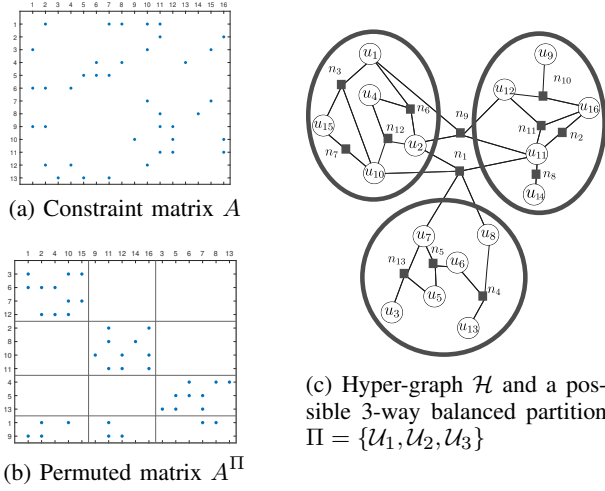 1 2 3 4 5 6 7 8 9 10 11 12 13 14 15 16
1
2
3
4
5
6
7
8
9
10
11
12
13
(a) Constraint matrix A
1 2 4 10 15 9 11 12 14 16 3 5 6 7 8 13
3
6
7
12
2
8
10
11
4
5
13
1
9
(b) Permuted matrix A^Π
u₁
n₃
u₄
n₆
u₁₅
n₁₂
n₇
u₂
u₁₀
n₉
n₁
u₉
n₁₀
u₁₂
u₁₆
n₁₁
n₂
u₁₁
n₈
u₁₄
u₇
u₈
n₅
u₆
n₁₃
n₄
u₅
u₃
u₁₃
(c) Hyper-graph ℋ and a pos-
sible 3-way balanced partition
Π = {𝒰₁, 𝒰₂, 𝒰₃}